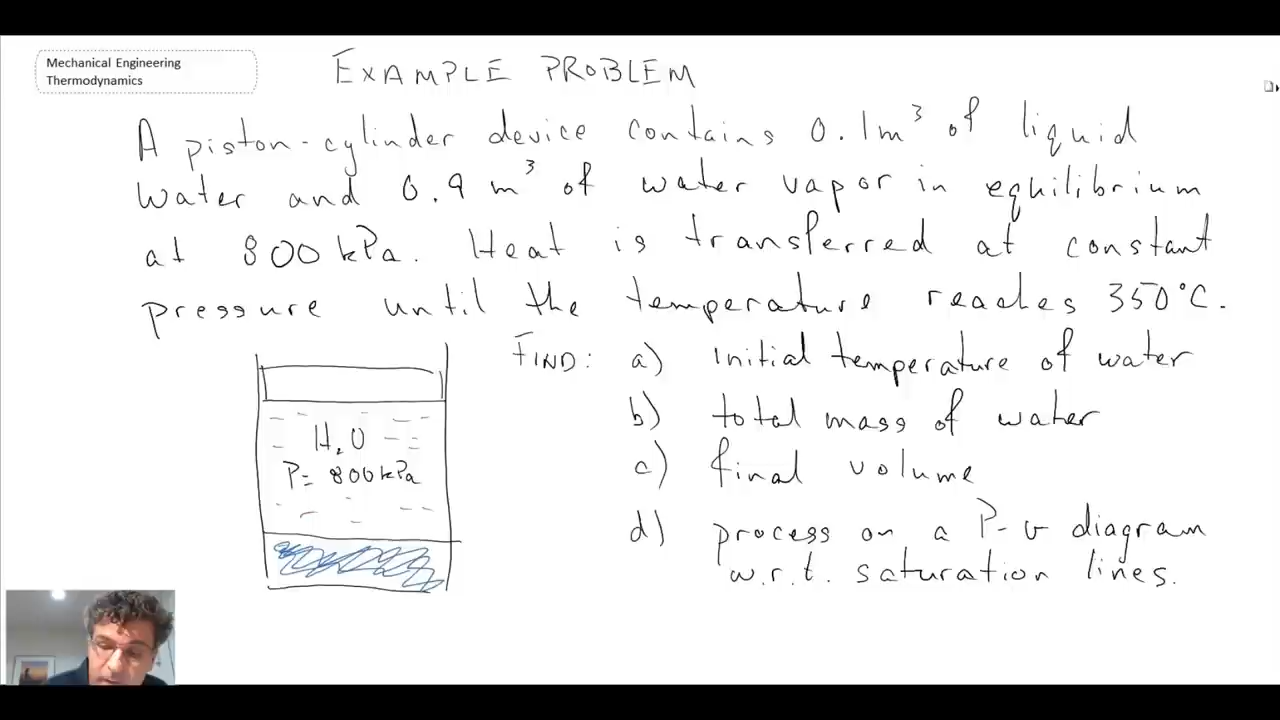 Mechanical Engineering
Thermodynamics
EXAMPLE PROBLEM
A piston-cylinder device contains 0.1m³ of liquid
water and 0.9 m³ of water vapor in equilibrium
at 800 kPa. Heat is transferred at constant
pressure until the temperature reaches 350°C.
FIND: a) initial temperature of water
b) total mass of water
c) final volume
d) process on a P-v diagram
w.r.t. saturation lines.
H₂O
P= 800kPa